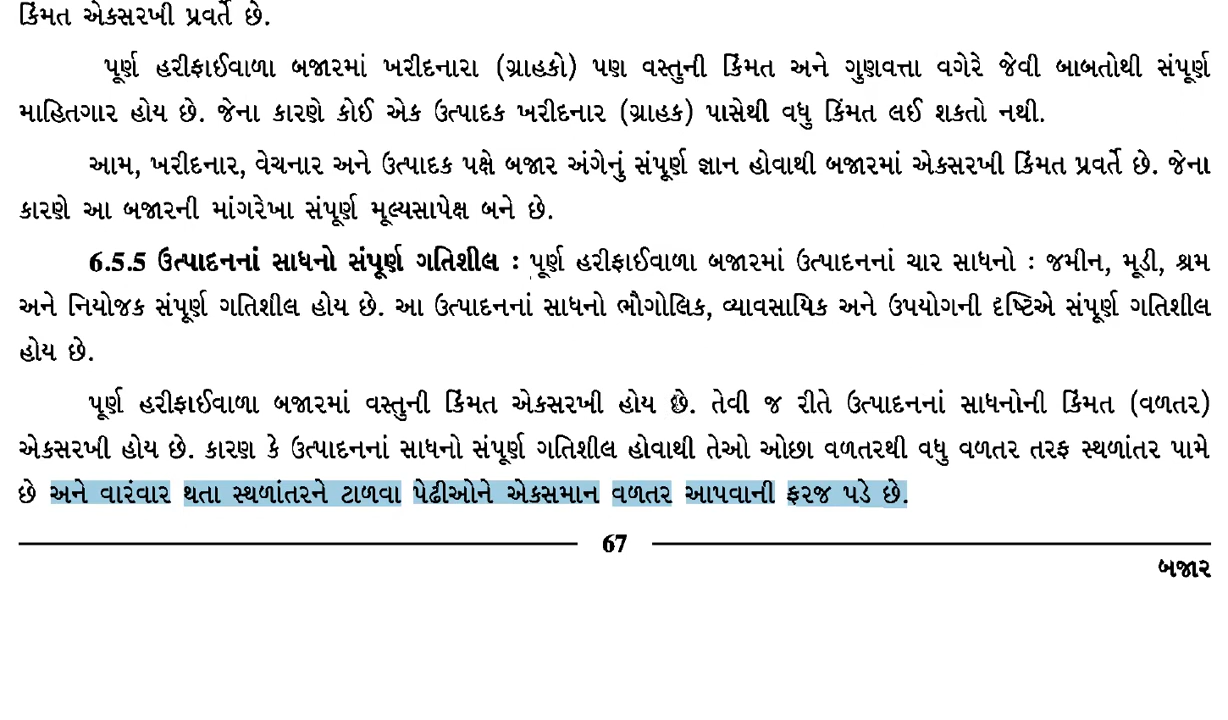 કિંમત એકસરખી પ્રવર્તે છે.
પૂર્ણ હરીફાઈવાળા બજારમાં ખરીદનારા (ગ્રાહકો) પણ વસ્તુની કિંમત અને ગુણવત્તા વગેરે જેવી બાબતોથી સંપૂર્ણ
માહિતગાર હોય છે. જેના કારણે કોઈ એક ઉત્પાદક ખરીદનાર (ગ્રાહક) પાસેથી વધુ કિંમત લઈ શકતો નથી.
આમ, ખરીદનાર, વેચનાર અને ઉત્પાદક પક્ષે બજાર અંગેનું સંપૂર્ણ જ્ઞાન હોવાથી બજારમાં એકસરખી કિંમત પ્રવર્તે છે. જેના
કારણે આ બજારની માંગરેખા સંપૂર્ણ મૂલ્યસાપેક્ષ બને છે.
6.5.5 ઉત્પાદનનાં સાધનો સંપૂર્ણ ગતિશીલ : પૂર્ણ હરીફાઈવાળા બજારમાં ઉત્પાદનનાં ચાર સાધનો : જમીન, મૂડી, શ્રમ
અને નિયોજક સંપૂર્ણ ગતિશીલ હોય છે. આ ઉત્પાદનનાં સાધનો ભૌગોલિક, વ્યાવસાયિક અને ઉપયોગની દૃષ્ટિએ સંપૂર્ણ ગતિશીલ
હોય છે.
પૂર્ણ હરીફાઈવાળા બજારમાં વસ્તુની કિંમત એકસરખી હોય છે. તેવી જ રીતે ઉત્પાદનનાં સાધનોની કિંમત (વળતર)
એકસરખી હોય છે. કારણ કે ઉત્પાદનનાં સાધનો સંપૂર્ણ ગતિશીલ હોવાથી તેઓ ઓછા વળતરથી વધુ વળતર તરફ સ્થળાંતર પામે
છે અને વારંવાર થતા સ્થળાંતરને ટાળવા પેઢીઓને એકસમાન વળતર આપવાની ફરજ પડે છે.
67
બજાર